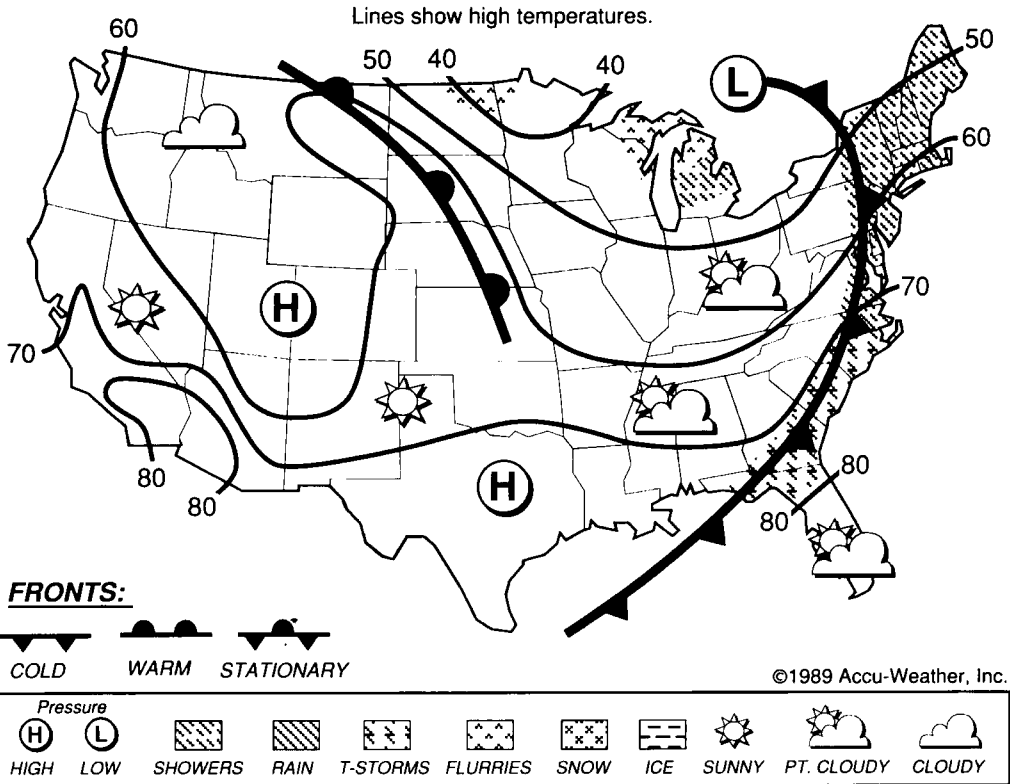 Lines show high temperatures.
60
50
40
40
50
L
60
H
70
70
H
80
80
80
80
FRONTS:
COLD
WARM
STATIONARY
©1989 Accu-Weather, Inc.
Pressure
H
L
HIGH
LOW
SHOWERS
RAIN
T-STORMS
FLURRIES
SNOW
ICE
SUNNY
PT. CLOUDY
CLOUDY